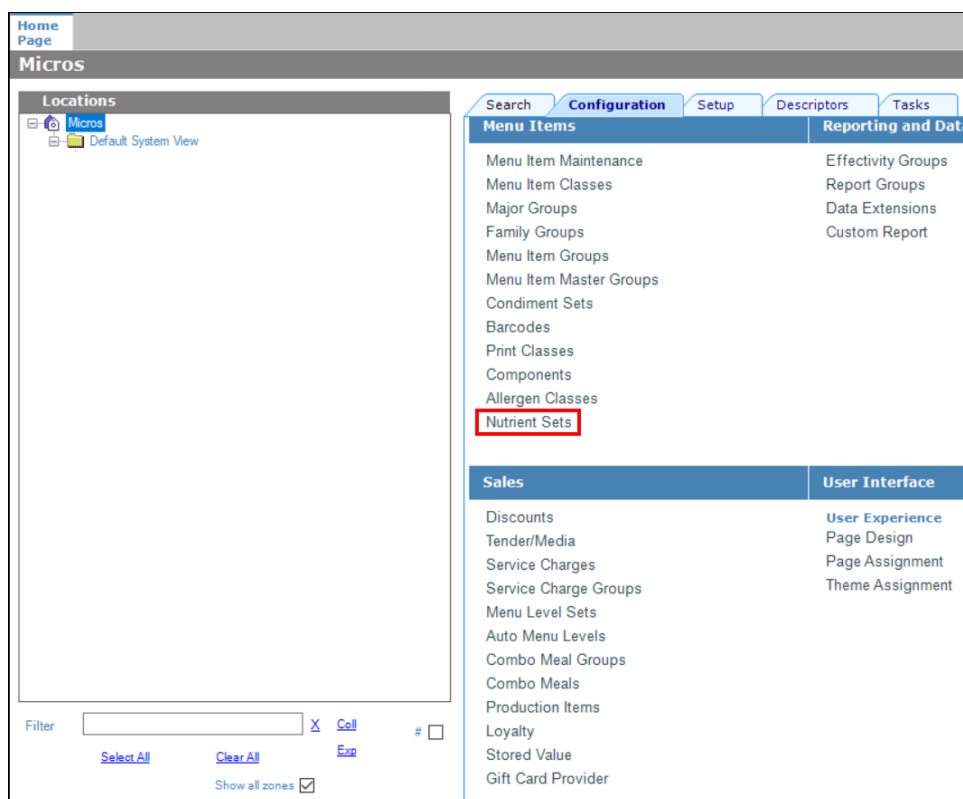 Home
Page
Micros
Locations
Micros
Default System View
Filter
X
Coll
#
Select All
Clear All
Exp
Show all zones
Search
Configuration
Setup
Descriptors
Tasks
Menu Items
Menu Item Maintenance
Menu Item Classes
Major Groups
Family Groups
Menu Item Groups
Menu Item Master Groups
Condiment Sets
Barcodes
Print Classes
Components
Allergen Classes
Nutrient Sets
Reporting and Dat
Effectivity Groups
Report Groups
Data Extensions
Custom Report
Sales
Discounts
Tender/Media
Service Charges
Service Charge Groups
Menu Level Sets
Auto Menu Levels
Combo Meal Groups
Combo Meals
Production Items
Loyalty
Stored Value
Gift Card Provider
User Interface
User Experience
Page Design
Page Assignment
Theme Assignment